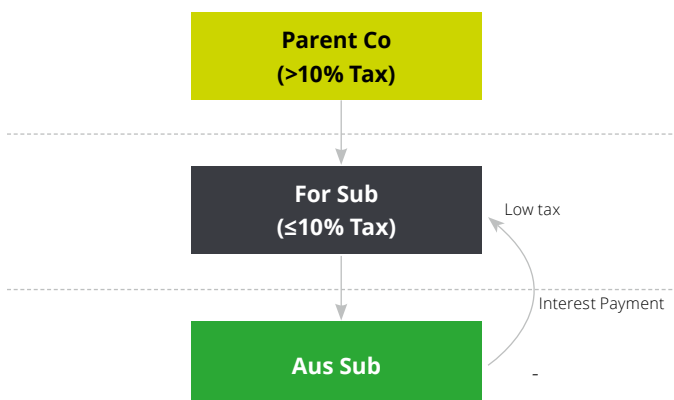 Parent Co
(>10% Tax)
For Sub
(≤10% Tax)
Low tax
Interest Payment
Aus Sub
-